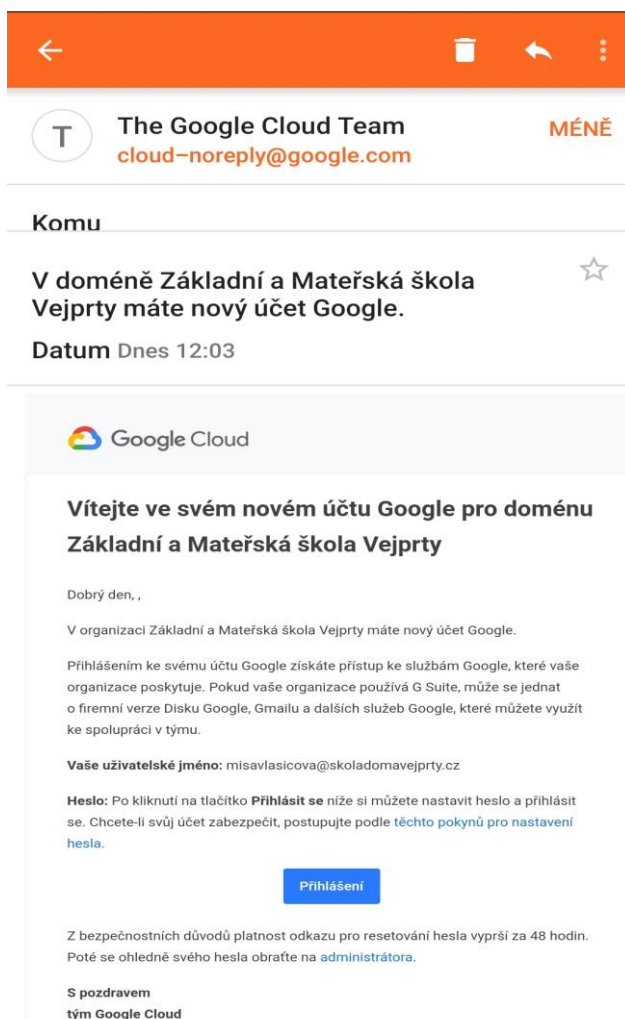 T
The Google Cloud Team
MÉNĚ
cloud-noreply@google.com
Komu
V doméně Základní a Mateřská škola
Vejprty máte nový účet Google.
Datum Dnes 12:03
Google Cloud
Vítejte ve svém novém účtu Google pro doménu
Základní a Mateřská škola Vejprty
Dobrý den, ,
V organizaci Základní a Mateřská škola Vejprty máte nový účet Google.
Přihlášením ke svému účtu Google získáte přístup ke službám Google, které vaše
organizace poskytuje. Pokud vaše organizace používá G Suite, může se jednat
o firemní verze Disku Google, Gmailu a dalších služeb Google, které můžete využít
ke spolupráci v týmu.
Vaše uživatelské jméno: misavlasicova@skoladomavejprty.cz
Heslo: Po kliknutí na tlačítko Přihlásit se níže si můžete nastavit heslo a přihlásit
se. Chcete-li svůj účet zabezpečit, postupujte podle těchto pokynů pro nastavení
hesla.
Přihlášení
Z bezpečnostních důvodů platnost odkazu pro resetování hesla vyprší za 48 hodin.
Poté se ohledně svého hesla obraťte na administrátora.
S pozdravem
tým Google Cloud